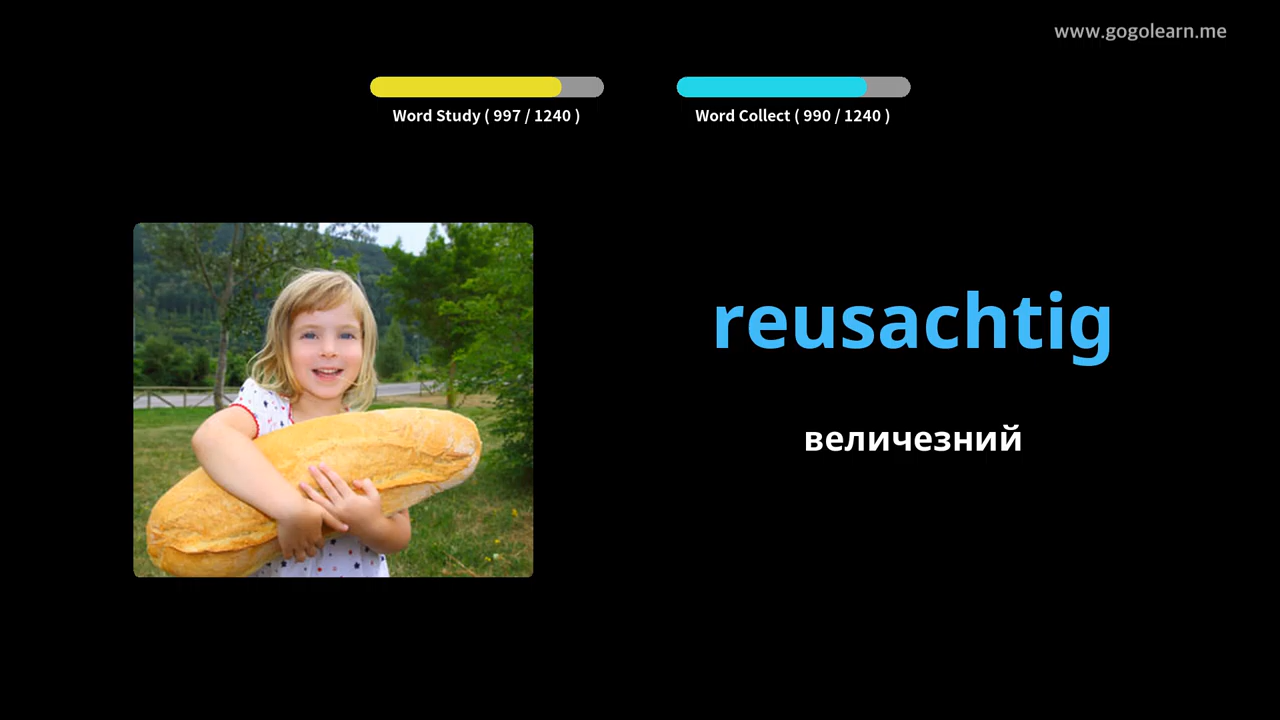 www.gogolearn.me
Word Study ( 997 / 1240 )
Word Collect ( 990 / 1240 )
reusachtig
величезний